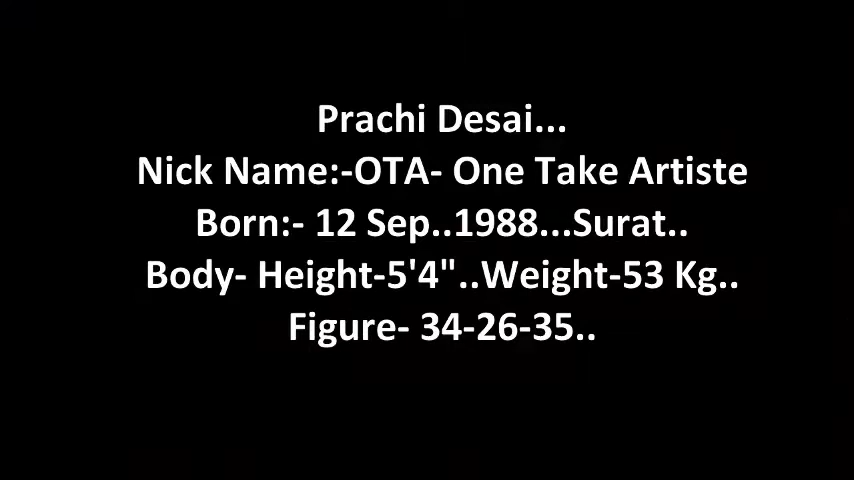 Prachi Desai...
Nick Name:-OTA- One Take Artiste
Born:- 12 Sep..1988...Surat..
Body- Height-5'4"..Weight-53 Kg..
Figure- 34-26-35..